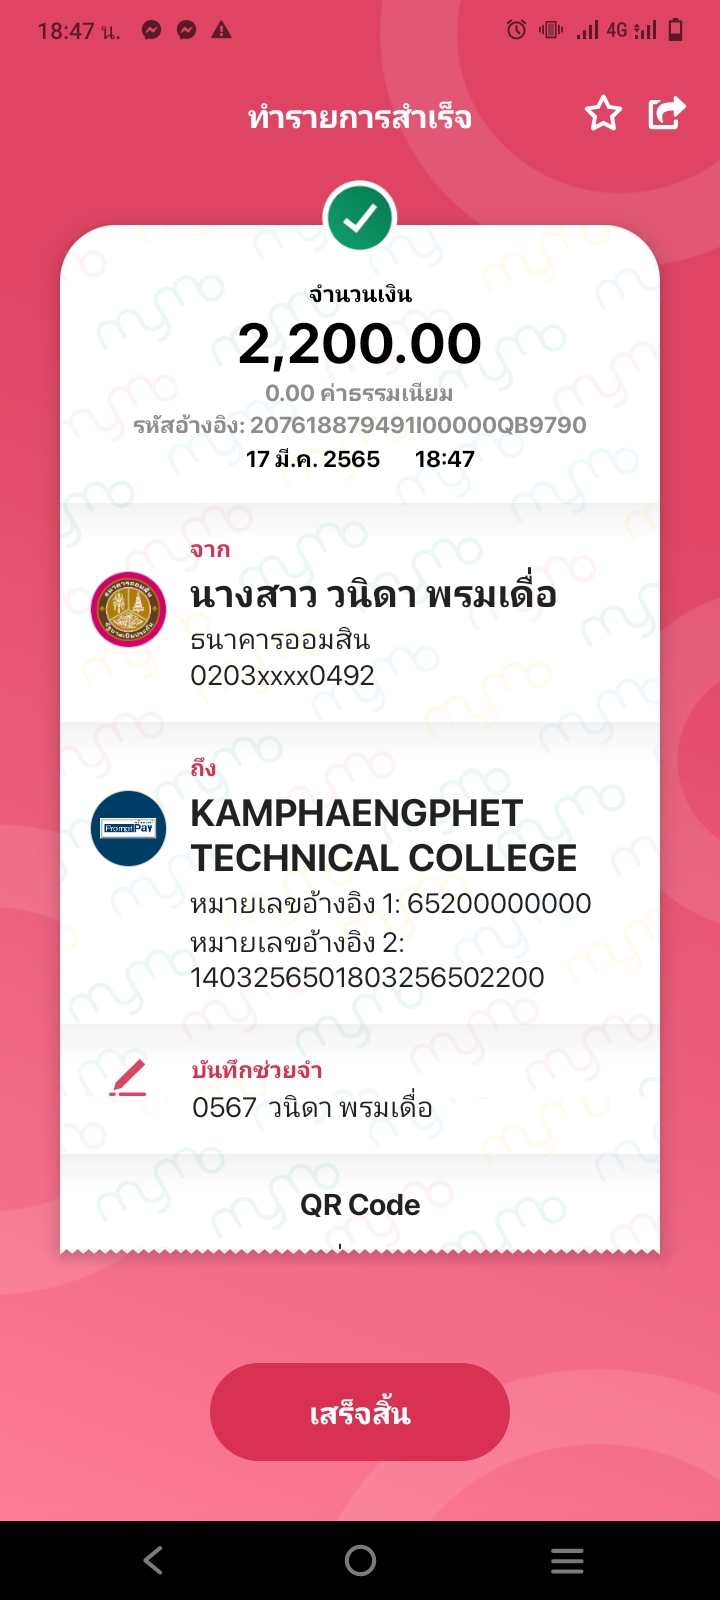 18:47 น.
4G
ทำรายการสำเร็จ
จำนวนเงิน
2,200.00
0.00 ค่าธรรมเนียม
รหัสอ้างอิง: 207618879491I00000QB9790
17 มี.ค. 2565 18:47
จาก
นางสาว วนิดา พรมเดื่อ
ธนาคารออมสิน
0203xxxx0492
ถึง
PromptPay
KAMPHAENGPHET
TECHNICAL COLLEGE
หมายเลขอ้างอิง 1: 65200000000
หมายเลขอ้างอิง 2:
1403256501803256502200
บันทึกช่วยจำ
0567 วนิดา พรมเดื่อ
QR Code
เสร็จสิ้น